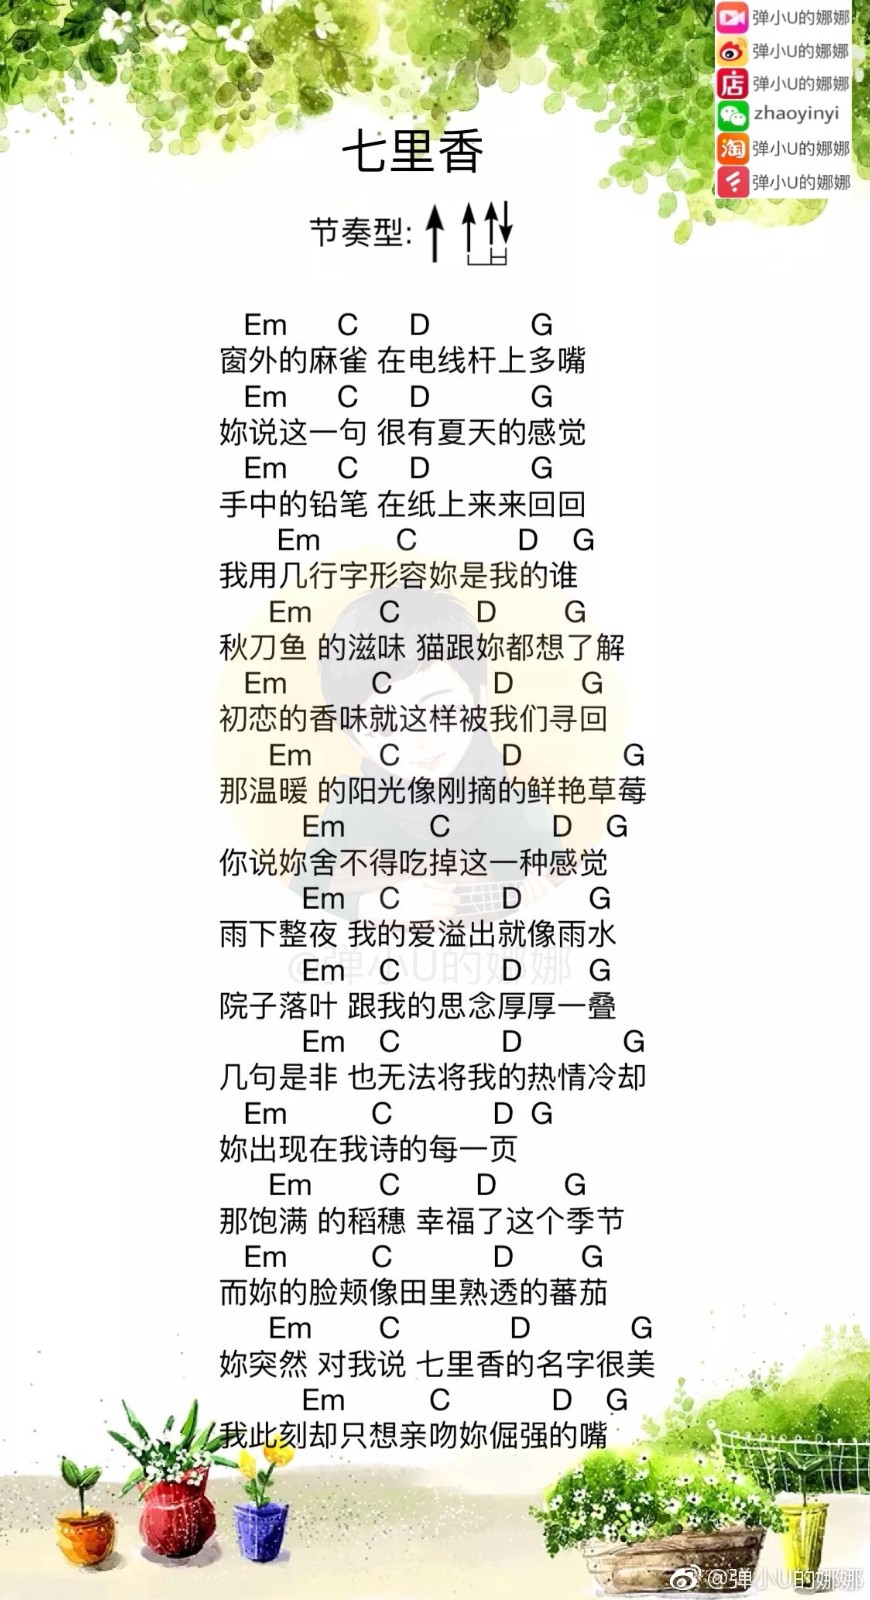 弹小U的娜娜
弹小U的娜娜
店 弹小U的娜娜
zhaoyinyi
淘 弹小U的娜娜
弹小U的娜娜
七里香
节奏型:
Em C D G
窗外的麻雀 在电线杆上多嘴
Em C D G
妳说这一句 很有夏天的感觉
Em C D G
手中的铅笔 在纸上来来回回
Em C D G
我用几行字形容妳是我的谁
Em C D G
秋刀鱼 的滋味 猫跟妳都想了解
Em C D G
初恋的香味就这样被我们寻回
Em C D G
那温暖 的阳光像刚摘的鲜艳草莓
Em C D G
你说妳舍不得吃掉这一种感觉
Em C D G
雨下整夜 我的爱溢出就像雨水
@弹小U的娜娜
Em C D G
院子落叶 跟我的思念厚厚一叠
Em C D G
几句是非 也无法将我的热情冷却
Em C D G
妳出现在我诗的每一页
Em C D G
那饱满 的稻穗 幸福了这个季节
Em C D G
而妳的脸颊像田里熟透的蕃茄
Em C D G
妳突然 对我说 七里香的名字很美
Em C D G
我此刻却只想亲吻妳倔强的嘴
@弹小U的娜娜